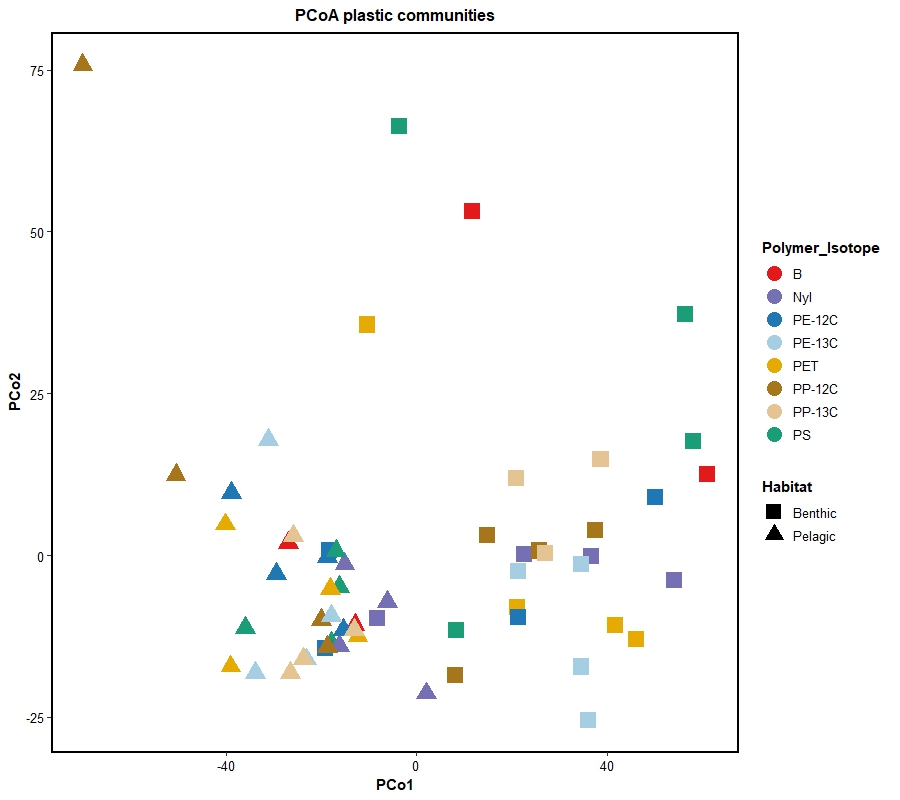 PCoA plastic communities
75
50
25
0
-25
PCo2
-40
0
40
PCo1
Polymer_Isotope
B
Nyl
PE-12C
PE-13C
PET
PP-12C
PP-13C
PS
Habitat
Benthic
Pelagic